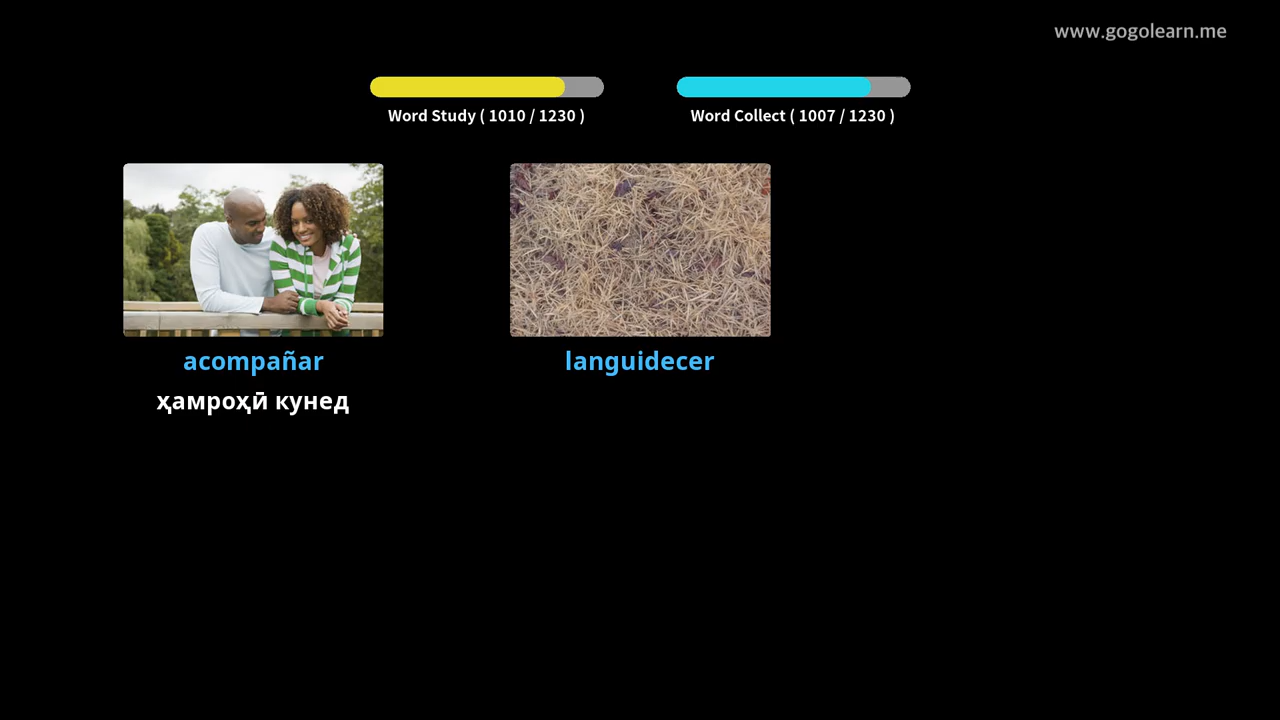 www.gogolearn.me
Word Study ( 1010 / 1230 )
Word Collect ( 1007 / 1230 )
acompañar
ҳамроҳӣ кунед
languidecer